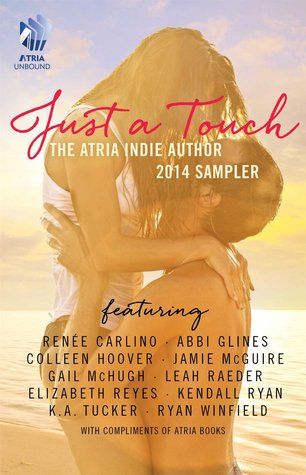 ATRIA
UNBOUND
Just a Touch
THE ATRIA INDIE AUTHOR
2014 SAMPLER
featuring
RENÉE CARLINO · ABBI GLINES
COLLEEN HOOVER · JAMIE McGUIRE
GAIL McHUGH · LEAH RAEDER
ELIZABETH REYES · KENDALL RYAN
K.A. TUCKER · RYAN WINFIELD
WITH COMPLIMENTS OF ATRIA BOOKS